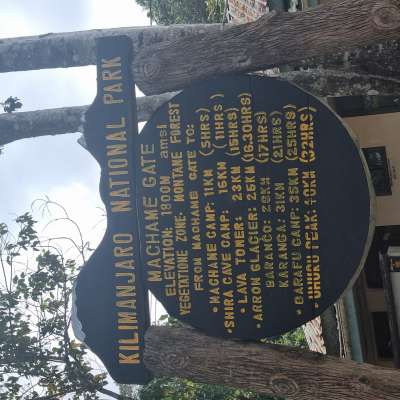 KILIMANJARO NATIONAL PARK
MACHAME GATE
ELEVATION: 1800M amsl
VEGETATIONE ZONE: MONTANE FOREST
FROM MACHAME GATE TO:
• MACHAME CAMP: 11KM (5HRS)
• SHIRA CAVE CAMP: 16KM (11HRS)
• LAVA TOWER: 23KM (15HRS)
• ARROW GLACIER: 25KM (16.30HRS)
• BARANCO: 26KM (17HRS)
KARANGA: 31KM (21HRS)
• BARAFU CAMP: 35KM (25HRS)
• UHURU PEAK: 40KM (32HRS)